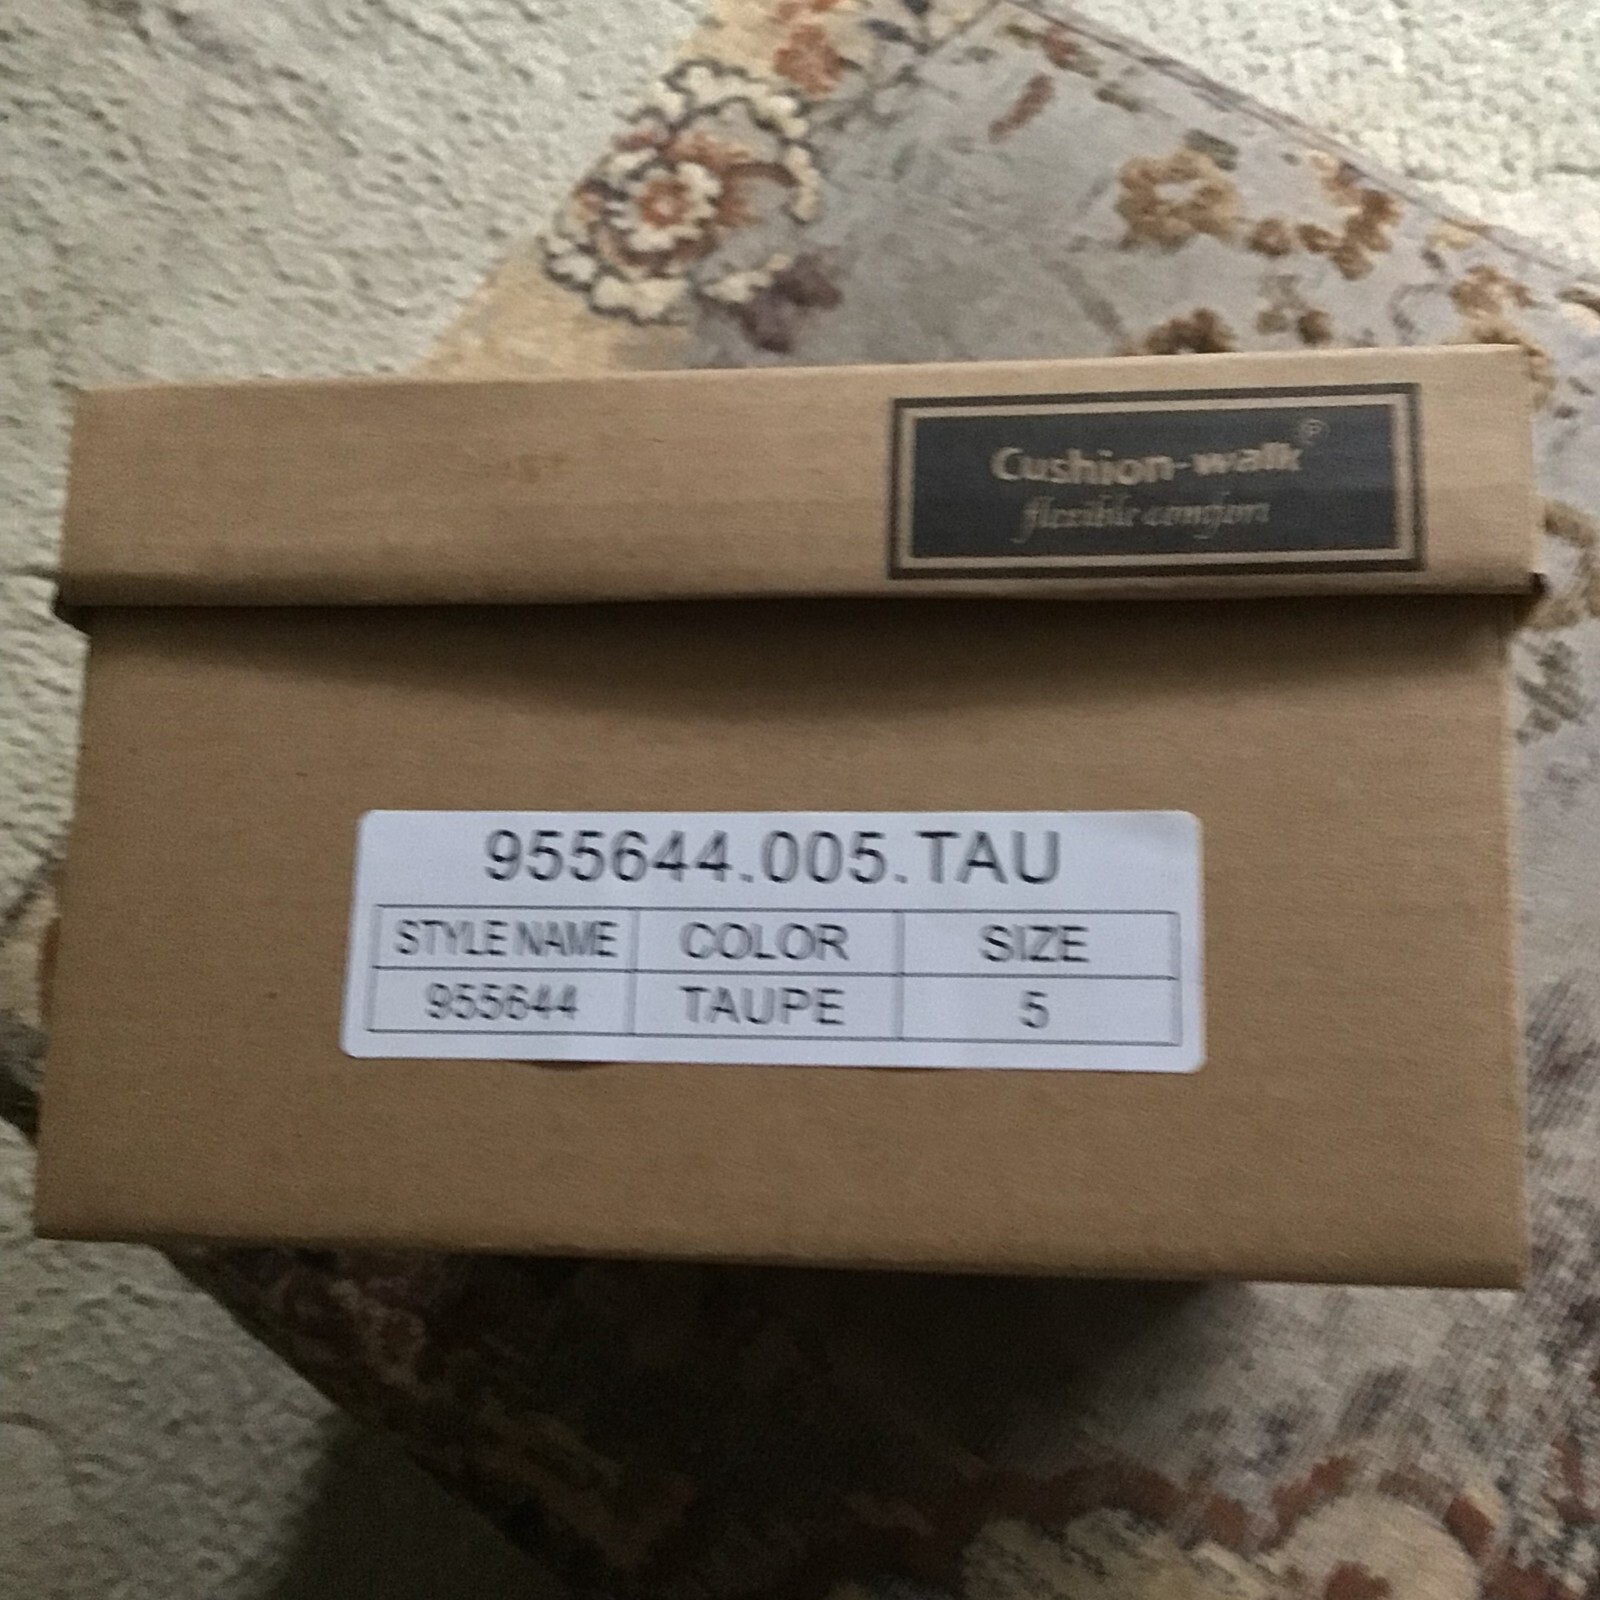 Cushion-walk®
flexible comfort
955644.005.TAU
STYLE NAME COLOR SIZE
955644 TAUPE 5